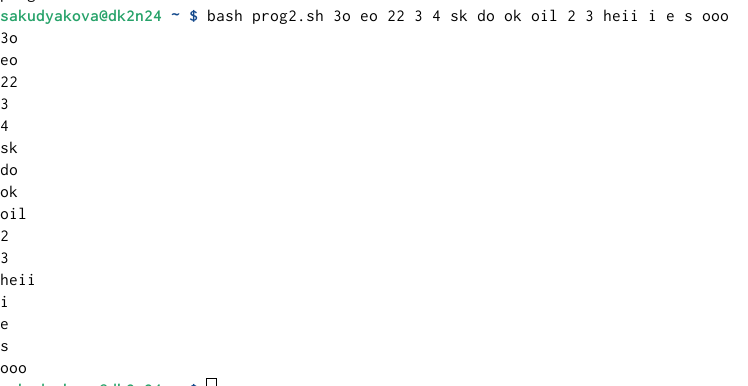 sakudyakova@dk2n24 ~ $ bash prog2.sh 3o eo 22 3 4 sk do ok oil 2 3 heii i e s ooo
3o
eo
22
3
4
sk
do
ok
oil
2
3
heii
i
e
s
ooo